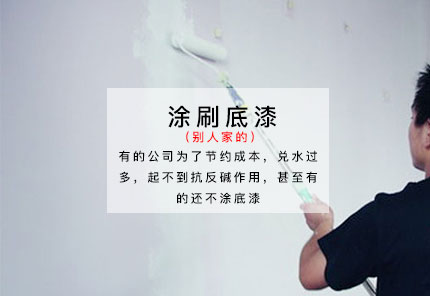 涂刷底漆
(别人家的)
有的公司为了节约成本，兑水过
多，起不到抗反碱作用，甚至有
的还不涂底漆